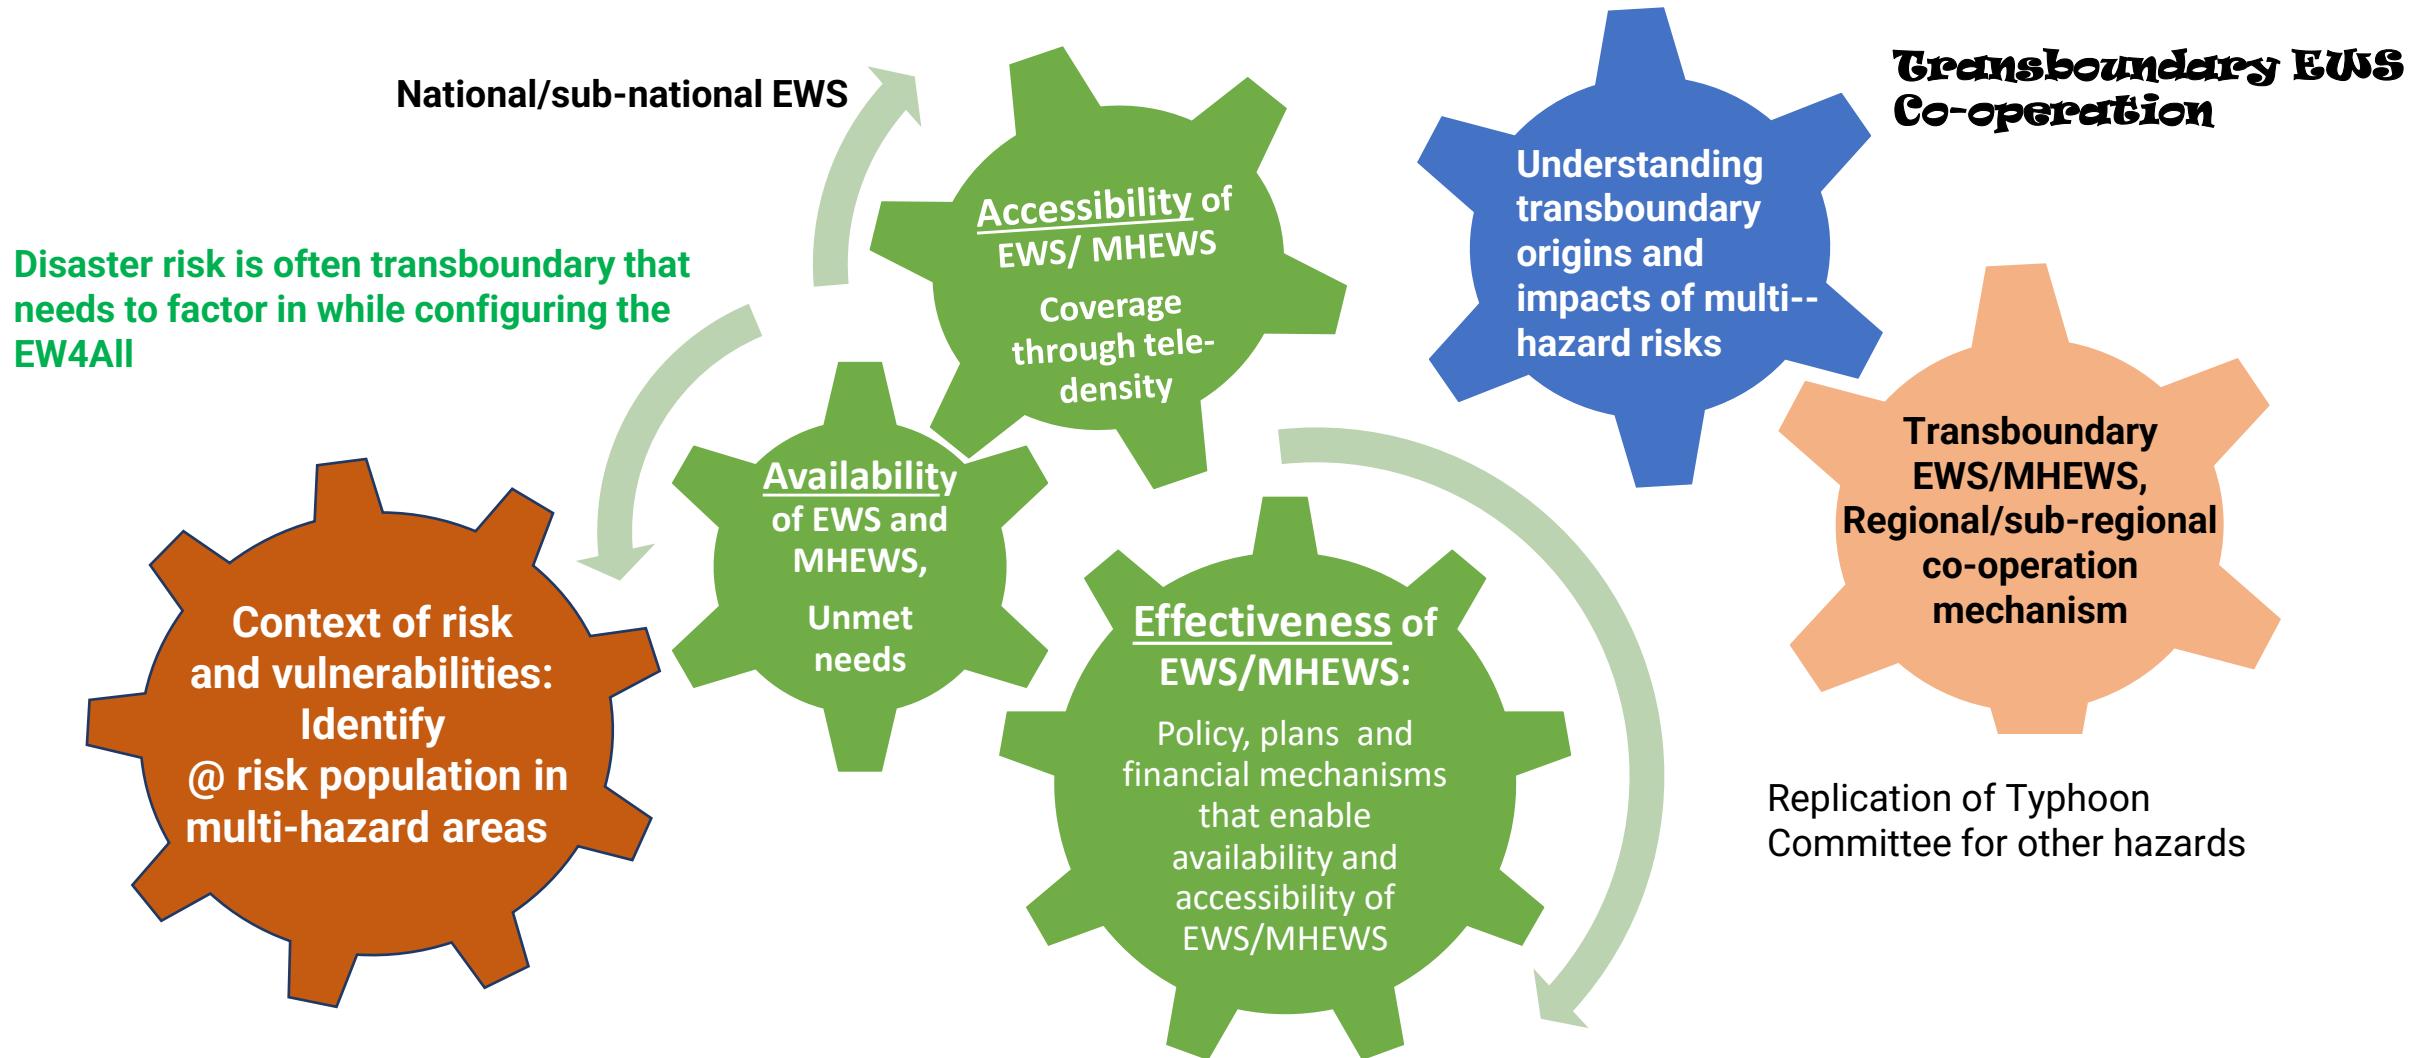 National/sub-national EWS
Disaster risk is often transboundary that
needs to factor in while configuring the
EW4All
Context of risk
and vulnerabilities:
Identify
@ risk population in
multi-hazard areas
Availability
of EWS and
MHEWS,
Unmet
needs
Accessibility of
EWS/ MHEWS
Coverage
through tele-
density
Effectiveness of
EWS/MHEWS:
Policy, plans and
financial mechanisms
that enable
availability and
accessibility of
EWS/MHEWS
Transboundary EWS
Co-operation
Understanding
transboundary
origins and
impacts of multi--
hazard risks
Transboundary
EWS/MHEWS,
Regional/sub-regional
co-operation
mechanism
Replication of Typhoon
Committee for other hazards